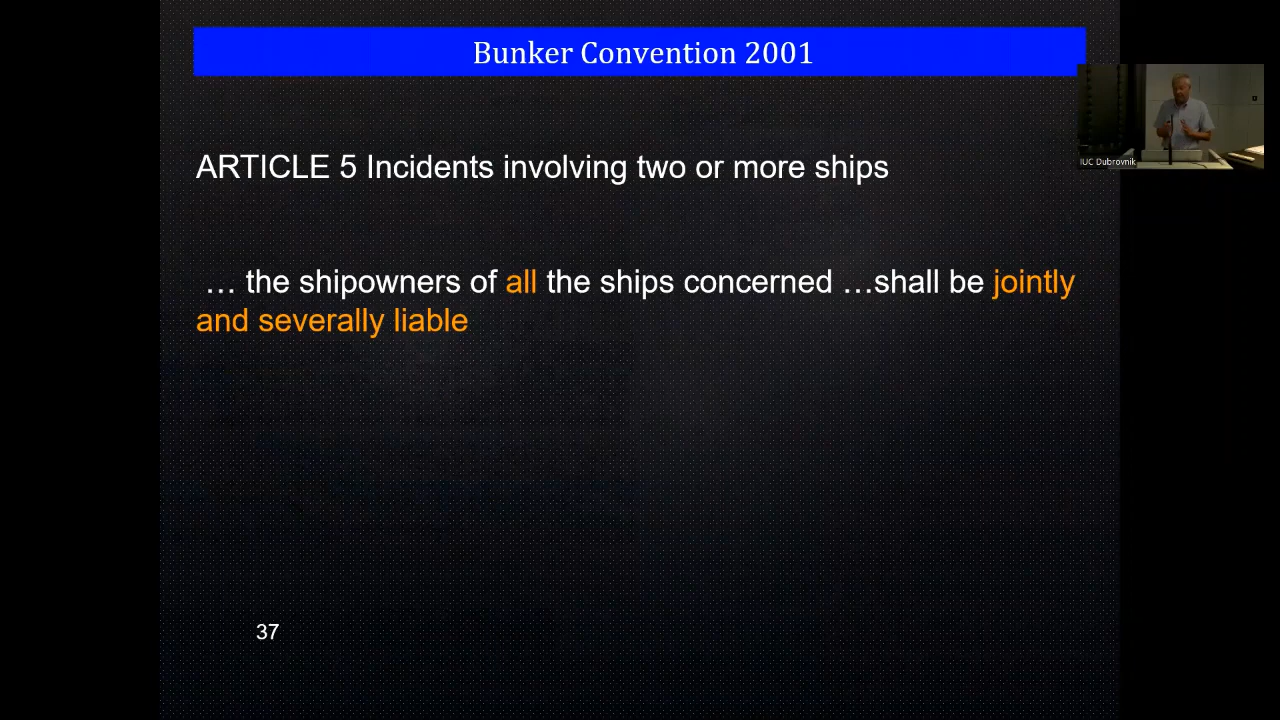 Bunker Convention 2001
IUC Dubrovnik
ARTICLE 5 Incidents involving two or more ships
… the shipowners of all the ships concerned …shall be jointly
and severally liable
37